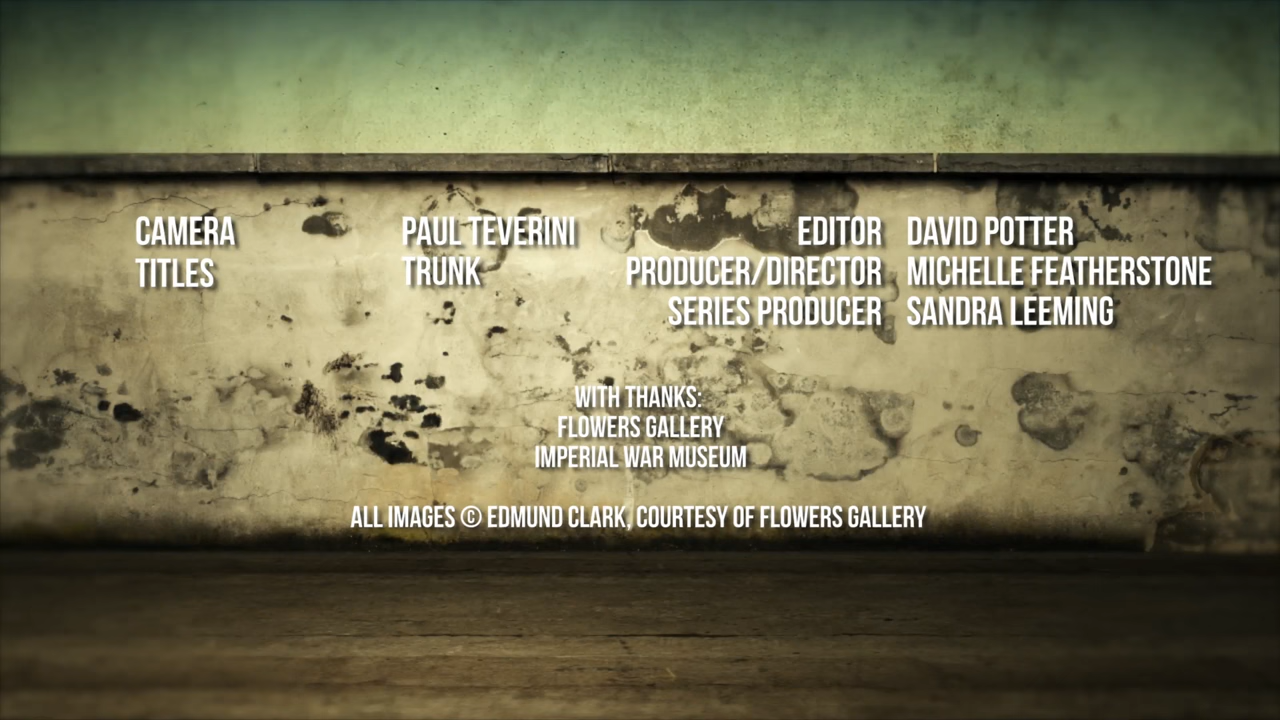 CAMERA PAUL TEVERINI
TITLES TRUNK
EDITOR DAVID POTTER
PRODUCER/DIRECTOR MICHELLE FEATHERSTONE
SERIES PRODUCER SANDRA LEEMING
WITH THANKS:
FLOWERS GALLERY
IMPERIAL WAR MUSEUM
ALL IMAGES © EDMUND CLARK, COURTESY OF FLOWERS GALLERY